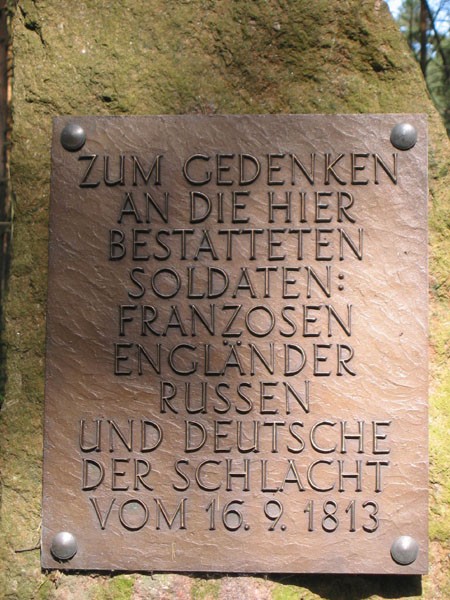 ZUM GEDENKEN
AN DIE HIER
BESTATTETEN
SOLDATEN:
FRANZOSEN
ENGLÄNDER
RUSSEN
UND DEUTSCHE
DER SCHLACHT
VOM 16. 9. 1813